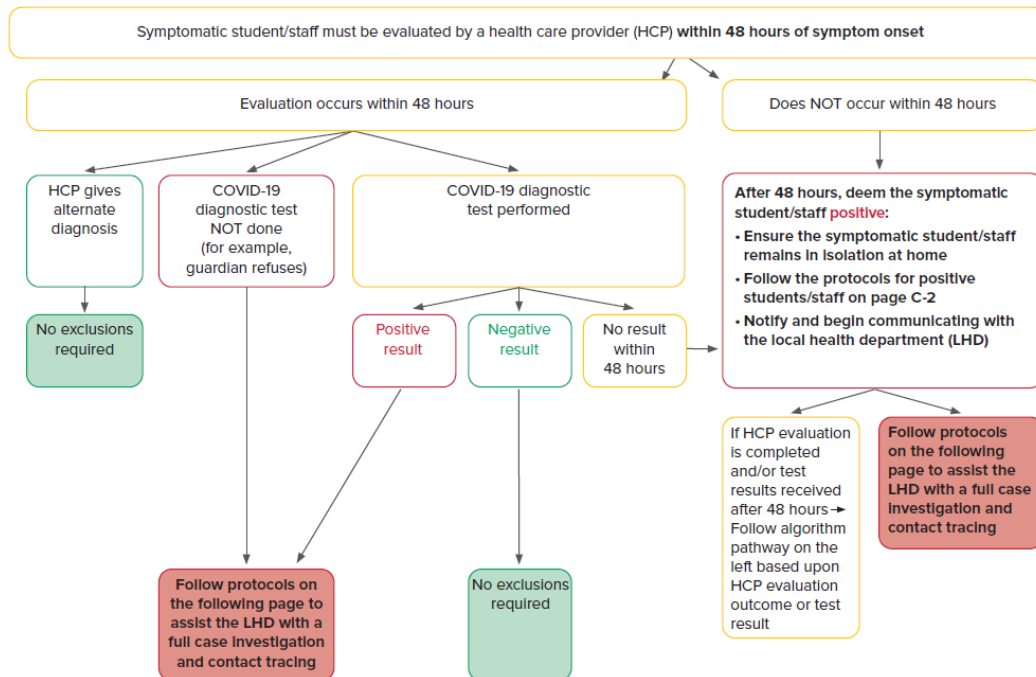 Symptomatic student/staff must be evaluated by a health care provider (HCP) within 48 hours of symptom onset
Evaluation occurs within 48 hours
Does NOT occur within 48 hours
HCP gives
alternate
diagnosis
COVID-19
diagnostic test
NOT done
(for example,
guardian refuses)
COVID-19 diagnostic
test performed
After 48 hours, deem the symptomatic
student/staff positive:
• Ensure the symptomatic student/staff
remains in isolation at home
• Follow the protocols for positive
students/staff on page C-2
• Notify and begin communicating with
the local health department (LHD)
No exclusions
required
Positive
result
Negative
result
No result
within
48 hours
If HCP evaluation
is completed
and/or test
results received
after 48 hours →
Follow algorithm
pathway on the
left based upon
HCP evaluation
outcome or test
result
Follow protocols
on the following
page to assist the
LHD with a full case
investigation and
contact tracing
Follow protocols on
the following page to
assist the LHD with a
full case investigation
and contact tracing
No exclusions
required